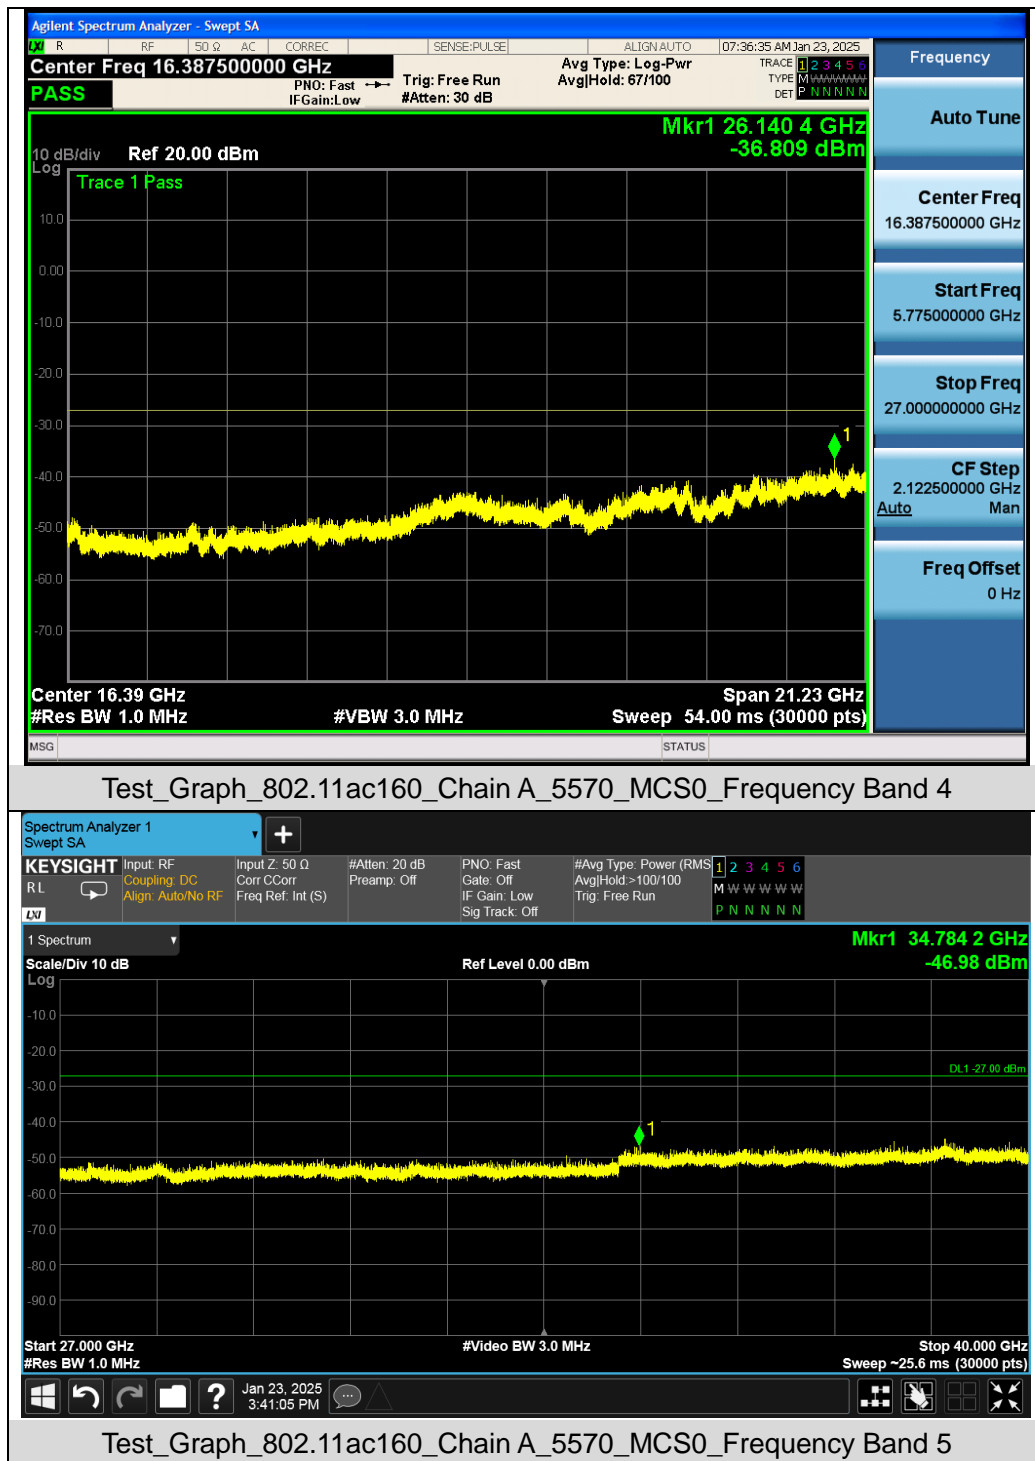 Agilent Spectrum Analyzer - Swept SA
LXI R RF 50 Ω AC CORREC SENSE:PULSE ALIGN AUTO 07:36:35 AM Jan 23, 2025
Center Freq 16.387500000 GHz
PASS
PNO: Fast
IFGain:Low
Trig: Free Run
#Atten: 30 dB
Avg Type: Log-Pwr
Avg|Hold: 67/100
TRACE 1 2 3 4 5 6
TYPE M W W W W W
DET P N N N N N
Mkr1 26.140 4 GHz
-36.809 dBm
10 dB/div Ref 20.00 dBm
Log
Trace 1 Pass
10.0
0.00
-10.0
-20.0
-30.0
-40.0
-50.0
-60.0
-70.0
1
Center 16.39 GHz Span 21.23 GHz
#Res BW 1.0 MHz #VBW 3.0 MHz Sweep 54.00 ms (30000 pts)
MSG STATUS
Frequency
Auto Tune
Center Freq
16.387500000 GHz
Start Freq
5.775000000 GHz
Stop Freq
27.000000000 GHz
CF Step
2.122500000 GHz
Auto Man
Freq Offset
0 Hz
Test_Graph_802.11ac160_Chain A_5570_MCS0_Frequency Band 4
Spectrum Analyzer 1
Swept SA
+
KEYSIGHT
R L
LXI
Input: RF
Coupling: DC
Align: Auto/No RF
Input Z: 50 Ω
Corr CCorr
Freq Ref: Int (S)
#Atten: 20 dB
Preamp: Off
PNO: Fast
Gate: Off
IF Gain: Low
Sig Track: Off
#Avg Type: Power (RMS
Avg|Hold:>100/100
Trig: Free Run
1 2 3 4 5 6
M W W W W W
P N N N N N
1 Spectrum
Mkr1 34.784 2 GHz
-46.98 dBm
Scale/Div 10 dB Ref Level 0.00 dBm
Log
-10.0
-20.0
-30.0
-40.0
-50.0
-60.0
-70.0
-80.0
-90.0
DL1 -27.00 dBm
1
Start 27.000 GHz #Video BW 3.0 MHz Stop 40.000 GHz
#Res BW 1.0 MHz Sweep ~25.6 ms (30000 pts)
?
Jan 23, 2025
3:41:05 PM
Test_Graph_802.11ac160_Chain A_5570_MCS0_Frequency Band 5